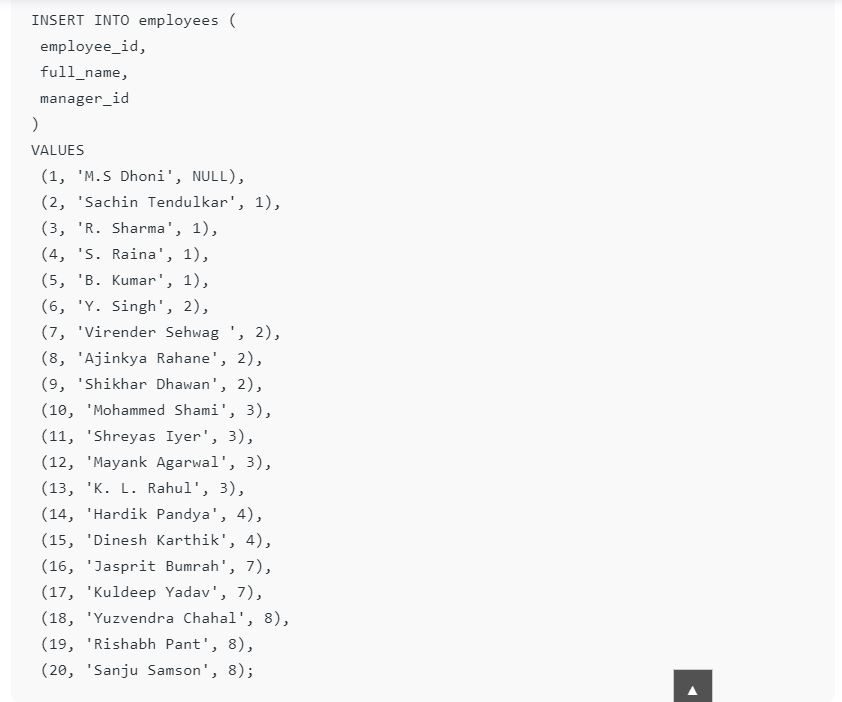 INSERT INTO employees (
employee_id,
full_name,
manager_id
)
VALUES
(1, 'M.S Dhoni', NULL),
(2, 'Sachin Tendulkar', 1),
(3, 'R. Sharma', 1),
(4, 'S. Raina', 1),
(5, 'B. Kumar', 1),
(6, 'Y. Singh', 2),
(7, 'Virender Sehwag ', 2),
(8, 'Ajinkya Rahane', 2),
(9, 'Shikhar Dhawan', 2),
(10, 'Mohammed Shami', 3),
(11, 'Shreyas Iyer', 3),
(12, 'Mayank Agarwal', 3),
(13, 'K. L. Rahul', 3),
(14, 'Hardik Pandya', 4),
(15, 'Dinesh Karthik', 4),
(16, 'Jasprit Bumrah', 7),
(17, 'Kuldeep Yadav', 7),
(18, 'Yuzvendra Chahal', 8),
(19, 'Rishabh Pant', 8),
(20, 'Sanju Samson', 8);